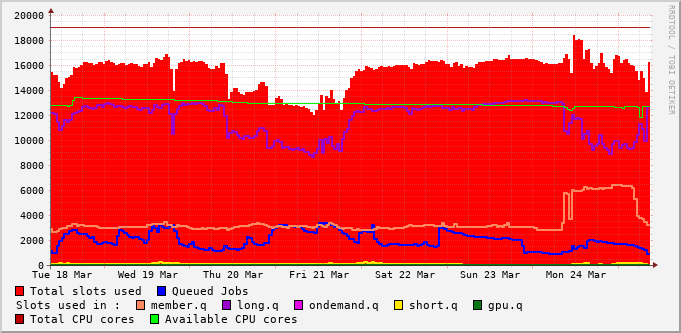 20000
18000
16000
14000
12000
10000
8000
6000
4000
2000
0
Tue 18 Mar Wed 19 Mar Thu 20 Mar Fri 21 Mar Sat 22 Mar Sun 23 Mar Mon 24 Mar
RRDTOOL / TOBI OETIKER
Total slots used Queued Jobs
Slots used in : member.q long.q ondemand.q short.q gpu.q
Total CPU cores Available CPU cores